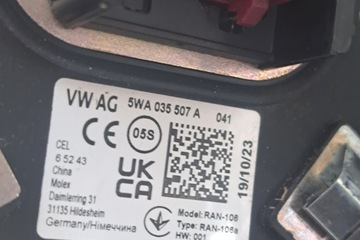 VW AG 5WA 035 507 A 041
CE 05S
CEL
6 52 43
China
Molex
Damlerring 31
31135 Hildesheim
Germany/Німеччина
UK
CA
Model: RAN-106
Type: RAN-106a
HW: 001
19/10/23